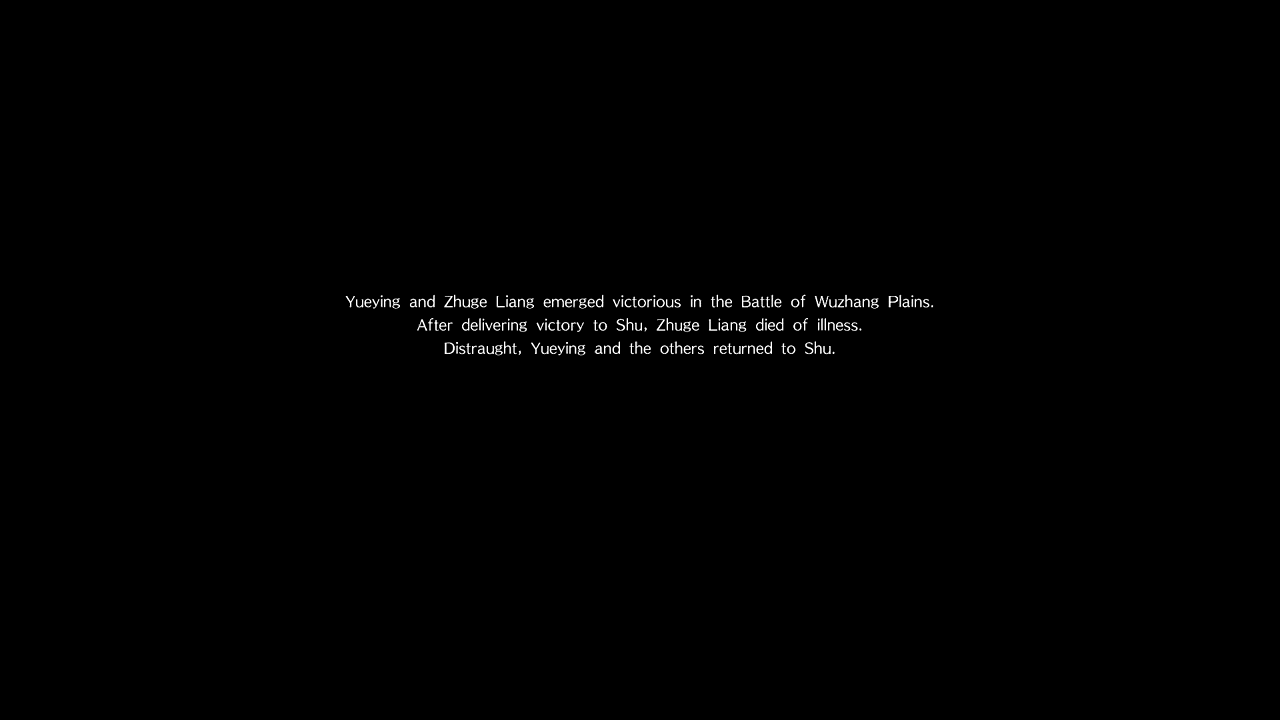 Yueying and Zhuge Liang emerged victorious in the Battle of Wuzhang Plains.
After delivering victory to Shu, Zhuge Liang died of illness.
Distraught, Yueying and the others returned to Shu.